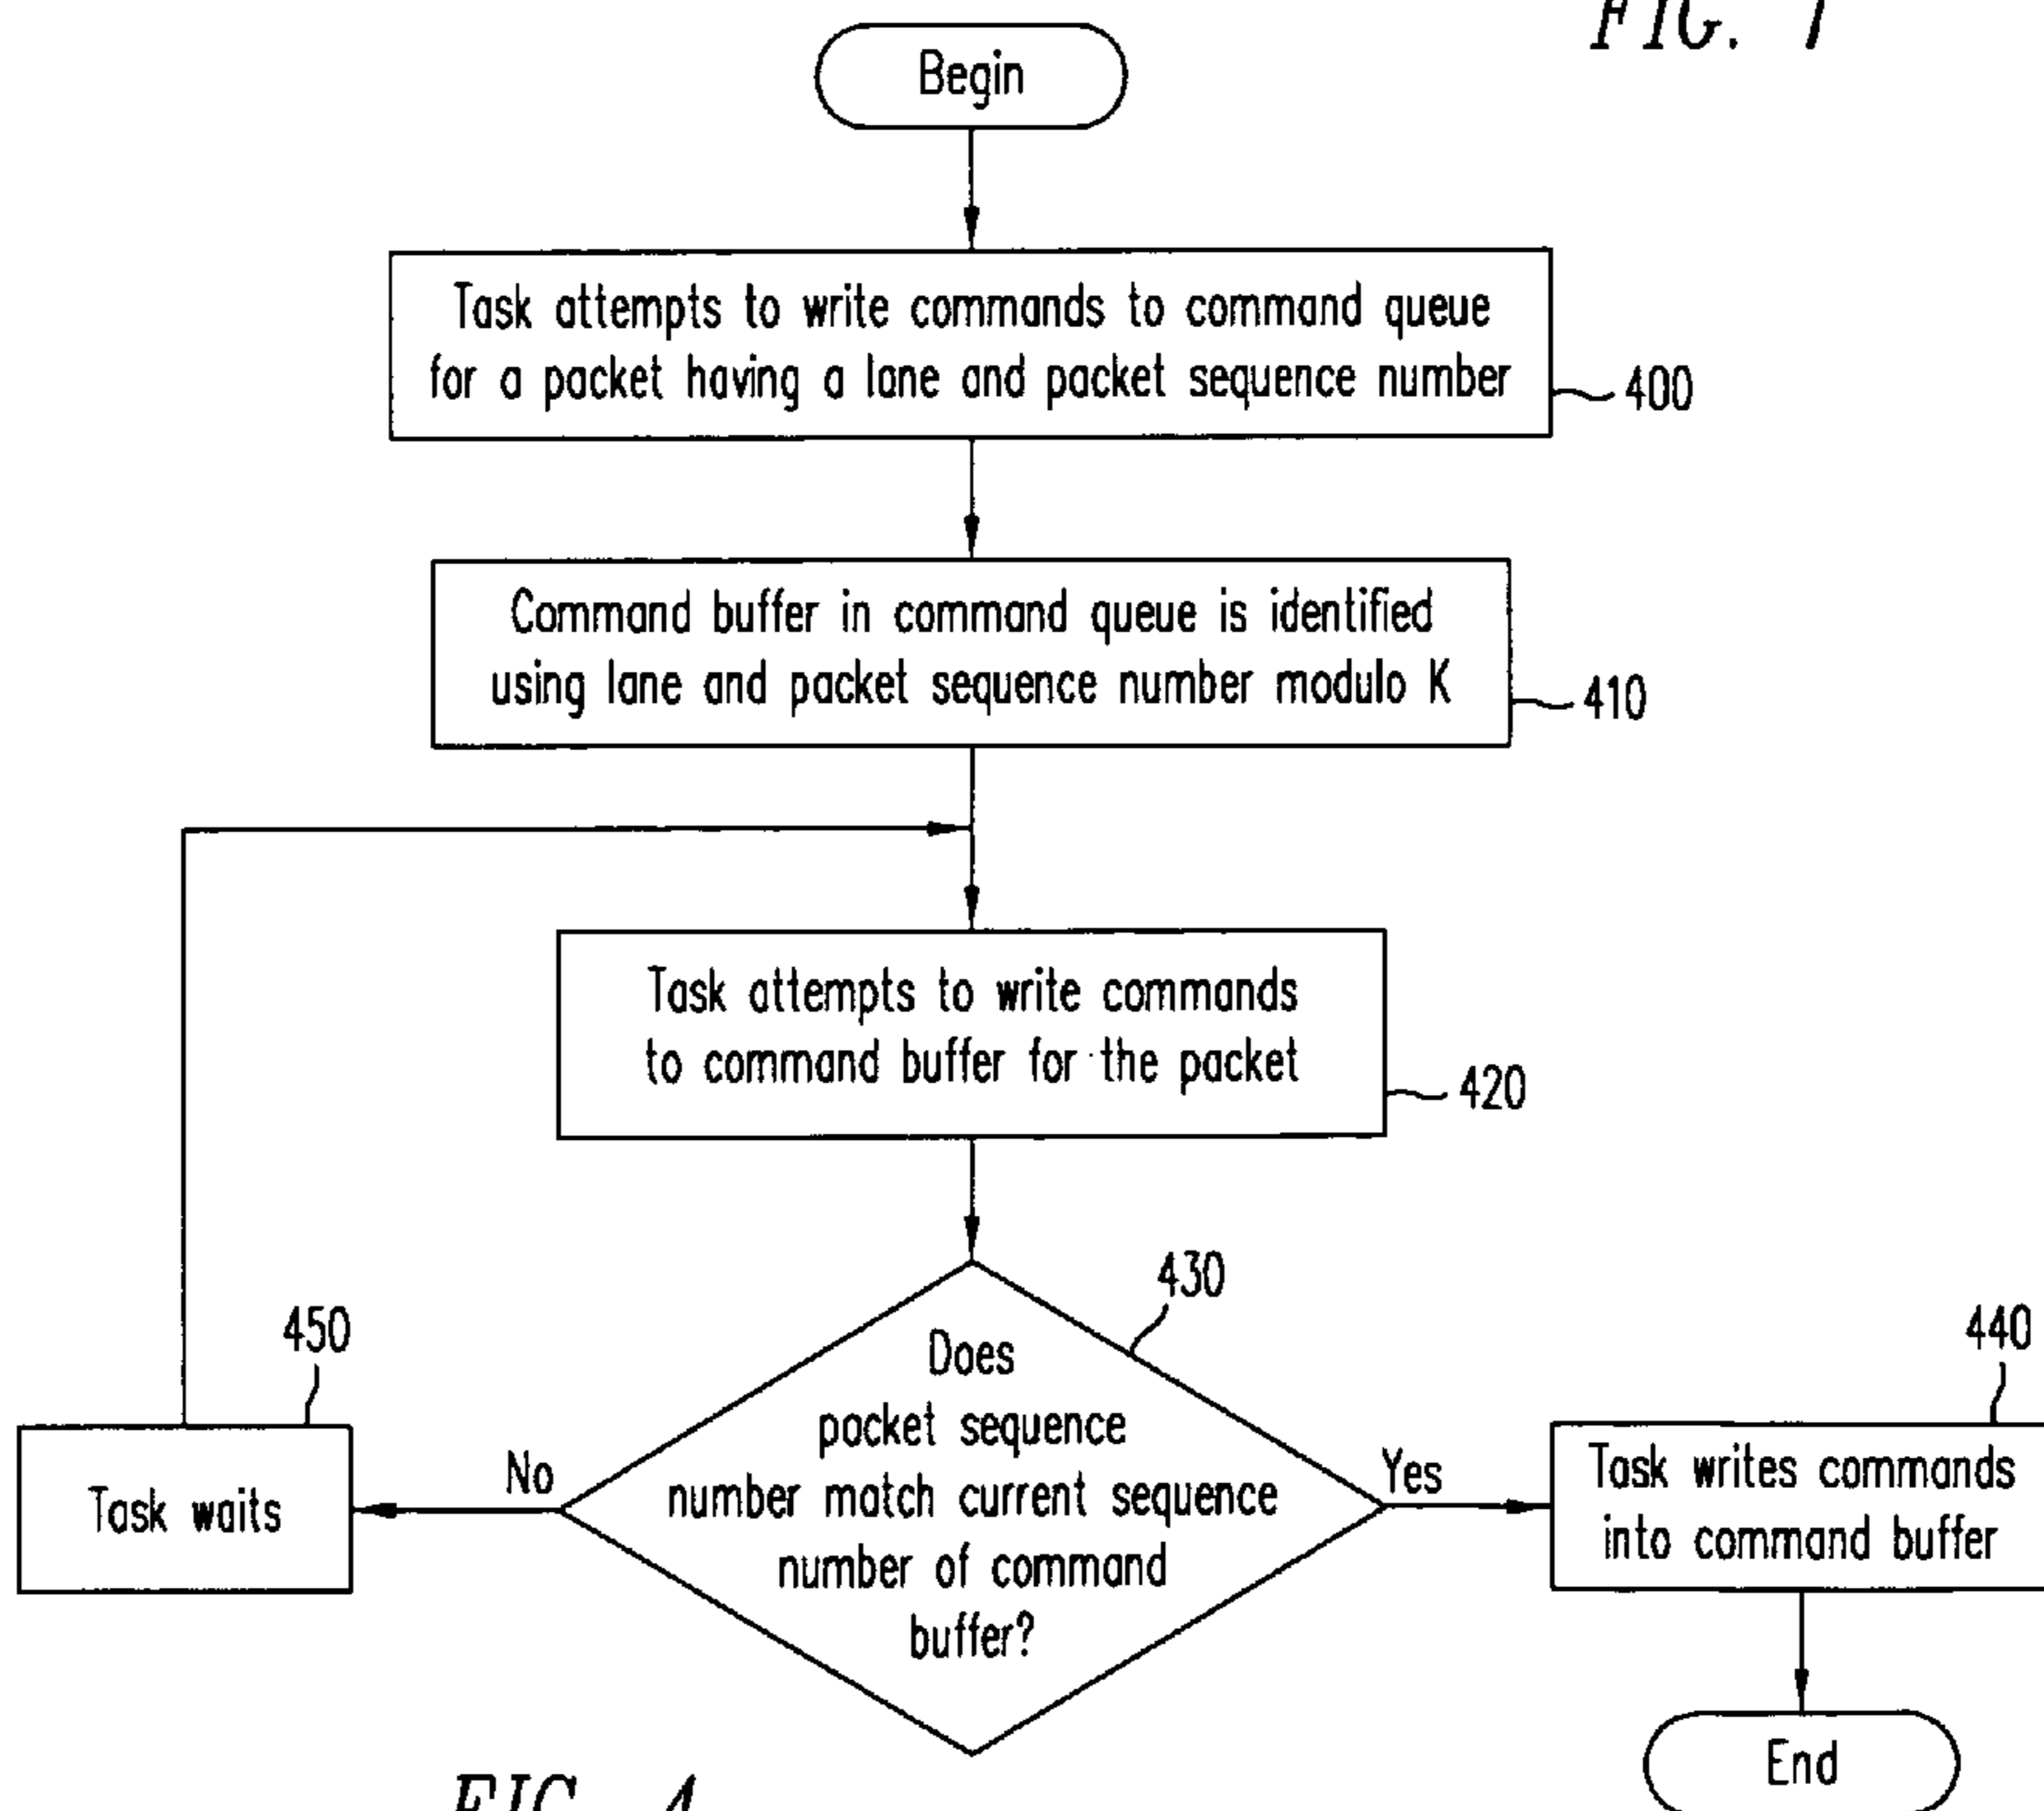 FIG. 1
Begin
Task attempts to write commands to command queue
for a packet having a lane and packet sequence number
400
Command buffer in command queue is identified
using lane and packet sequence number modulo K
410
Task attempts to write commands
to command buffer for the packet
420
430
Does
packet sequence
number match current sequence
number of command
buffer?
450
No
Task waits
Yes
440
Task writes commands
into command buffer
End
FIG. 4